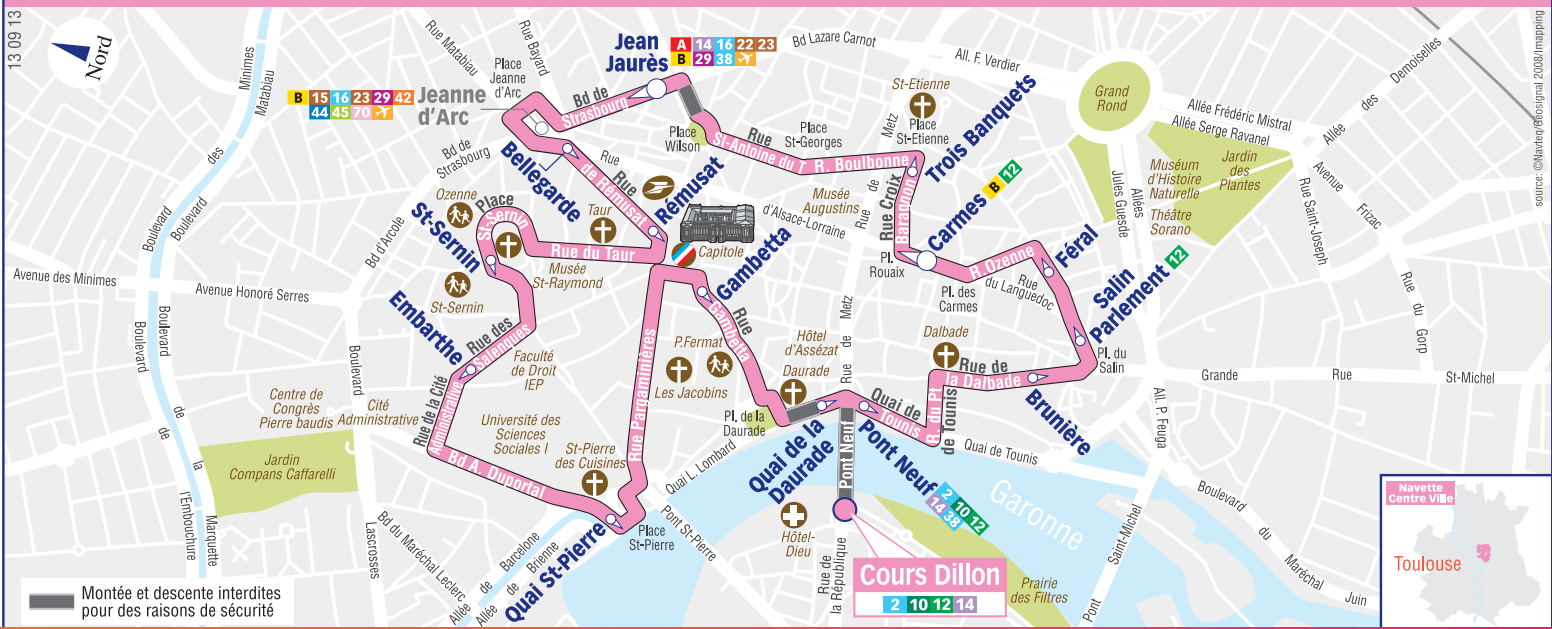 13 09 13
Nord
source: ©Navteq/Géosignal 2008/Imapping
Rue Matabiau
Rue Bayard
Minimes
Matabiau
des
Boulevard
Boulevard
Place
Jeanne
d'Arc
Jean
Jaurès
A 14 16 22 23
B 29 38
Bd Lazare Carnot
All. F. Verdier
B 15 16 23 29 42
44 45 70
Jeanne
d'Arc
Bd de
Strasbourg
Bd de
Strasbourg
Place
Wilson
Rue
St-Antoine du T.
Place
St-Georges
R. Boulbonne
St-Etienne
Place
St-Etienne
Metz
de
Rue
Trois Banquets
Grand
Rond
Allée Frédéric Mistral
Allée Serge Ravanel
Allée
des
Demoiselles
Muséum
d'Histoire
Naturelle
Jardin
des
Plantes
Théâtre
Sorano
Jules Guesde
Allées
Avenue
Frizac
Rue Saint-Joseph
Rue
du
Gorp
Bellegarde
Rue
Rue
de Rémusat
Rémusat
Musée
Augustins
d'Alsace-Lorraine
Rue Croix
Baragnon
Carmes B 12
Pl.
Rouaix
R. Ozenne
Féral
Rue
du Languedoc
Pl. des
Carmes
Salin
Parlement 12
Pl. du
Salin
Ozenne
Place
St-Sernin
St-Sernin
Taur
Rue du Taur
Musée
St-Raymond
Capitole
Gambetta
Rue
Gambetta
St-Sernin
Bd d'Arcole
Avenue des Minimes
Avenue Honoré Serres
Boulevard
Boulevard
de
de
la
l'Embouchure
Marquette
Embarthe
Rue des
Salenques
Faculté
de Droit
IEP
Rue de la Cité
Administrative
Cité
Administrative
Boulevard
Lascrosses
Centre de
Congrès
Pierre baudis
Jardin
Compans Caffarelli
Université des
Sciences
Sociales I
Bd A. Duportal
St-Pierre
des Cuisines
Rue Pargaminières
P.Fermat
Les Jacobins
Hôtel
d'Assézat
Daurade
Rue de Metz
Pl. de la
Daurade
Quai de la
Daurade
Quai L. Lombard
Pont Neuf
Pont Neuf
2 10 12
14 38
Quai de
Tounis
R. du Pt
de Tounis
Quai de Tounis
Dalbade
Rue de
la Dalbade
Brunière
Grande
Rue
St-Michel
All. P. Feuga
Garonne
Pont
Saint-Michel
Boulevard
du
Maréchal
Juin
Bd du Maréchal Leclerc
Allée de Barcelone
Allée de Brienne
Quai St-Pierre
Place
St-Pierre
Pont St-Pierre
Hôtel-
Dieu
Rue de
la République
Cours Dillon
2 10 12 14
Prairie
des Filtres
Montée et descente interdites
pour des raisons de sécurité
Navette
Centre Ville
Toulouse